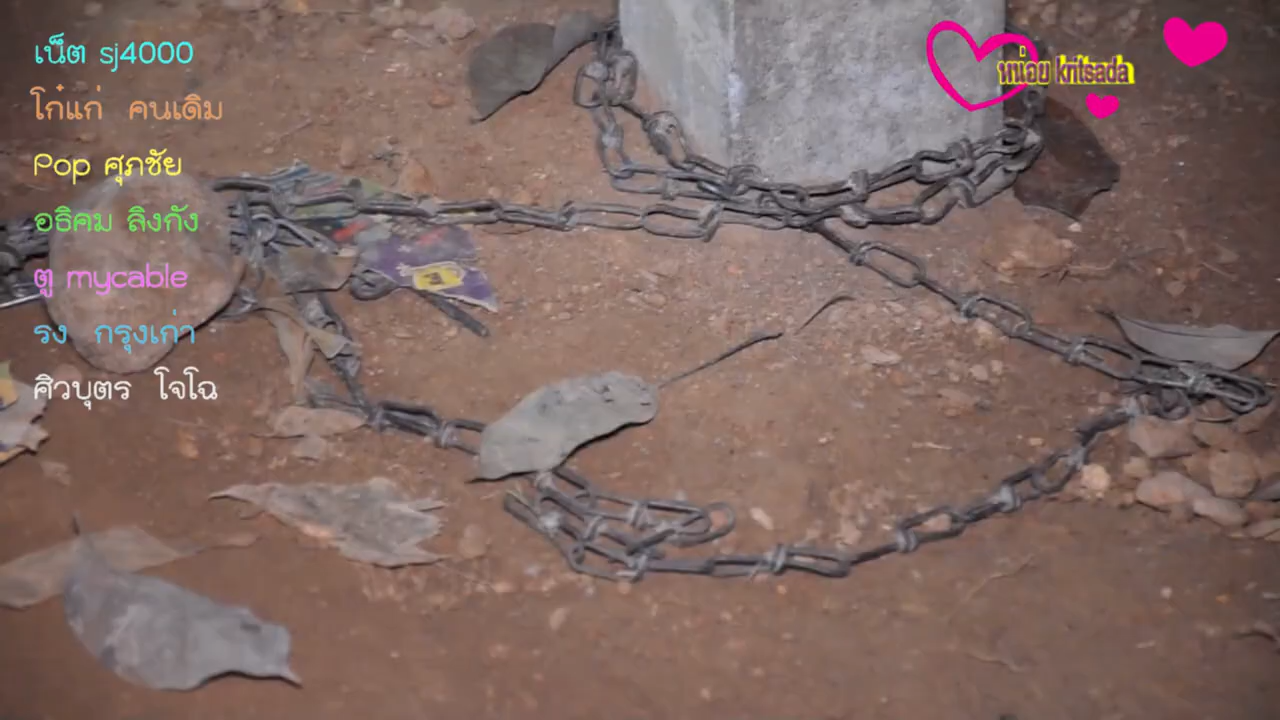 เน็ต sj4000
โก๋แก่ คนเดิม
Pop ศุภชัย
อธิคม ลิงกัง
ตู mycable
รง กรุงเก่า
ศิวบุตร โจโฉ
หน่อย kritsada